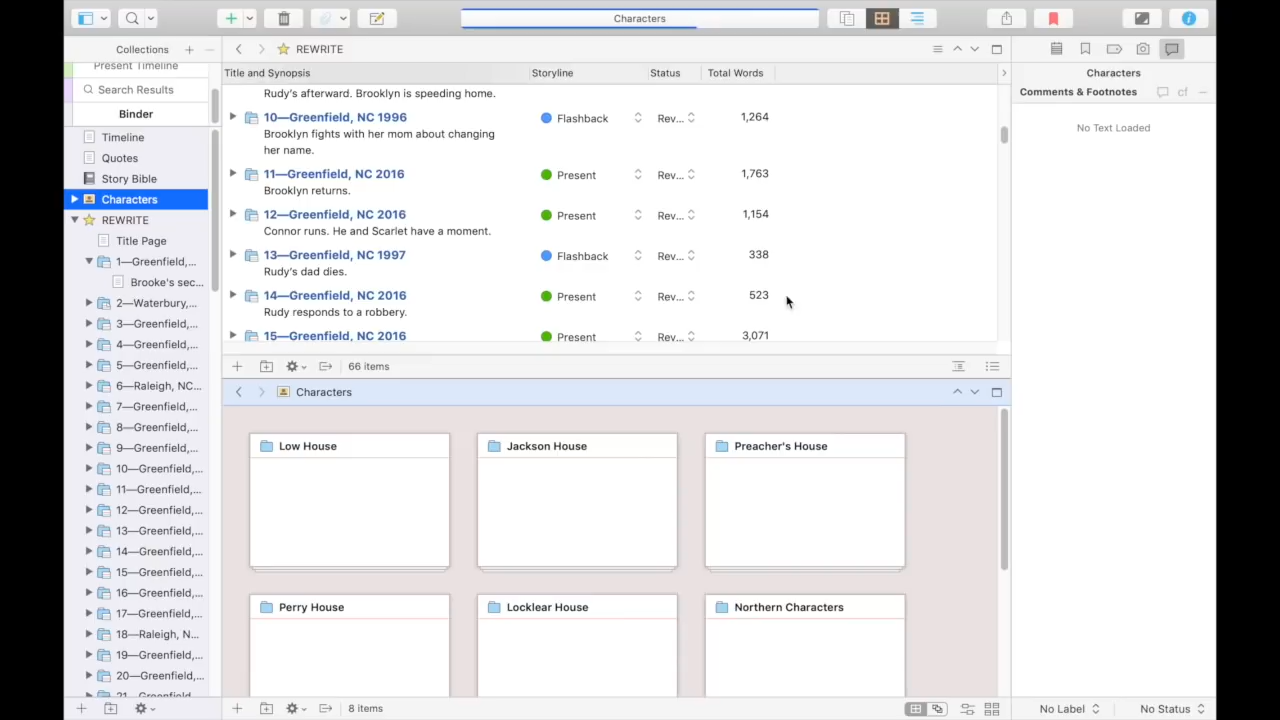 Characters
Collections
Present Timeline
Search Results
Binder
Timeline
Quotes
Story Bible
Characters
REWRITE
Title Page
1—Greenfield,...
Brooke's sec...
2—Waterbury,...
3—Greenfield,...
4—Greenfield,...
5—Greenfield,...
6—Raleigh, NC...
7—Greenfield,...
8—Greenfield,...
9—Greenfield,...
10—Greenfield,...
11—Greenfield,...
12—Greenfield,...
13—Greenfield,...
14—Greenfield,...
15—Greenfield,...
16—Greenfield,...
17—Greenfield,...
18—Raleigh, N...
19—Greenfield,...
20—Greenfield,...
21—Greenfield
REWRITE
Title and Synopsis Storyline Status Total Words
Rudy's afterward. Brooklyn is speeding home.
10—Greenfield, NC 1996 Flashback Rev... 1,264
Brooklyn fights with her mom about changing
her name.
11—Greenfield, NC 2016 Present Rev... 1,763
Brooklyn returns.
12—Greenfield, NC 2016 Present Rev... 1,154
Connor runs. He and Scarlet have a moment.
13—Greenfield, NC 1997 Flashback Rev... 338
Rudy's dad dies.
14—Greenfield, NC 2016 Present Rev... 523
Rudy responds to a robbery.
15—Greenfield, NC 2016 Present Rev... 3,071
66 items
Characters
Low House Jackson House Preacher's House
Perry House Locklear House Northern Characters
8 items
Characters
Comments & Footnotes cf
No Text Loaded
No Label No Status